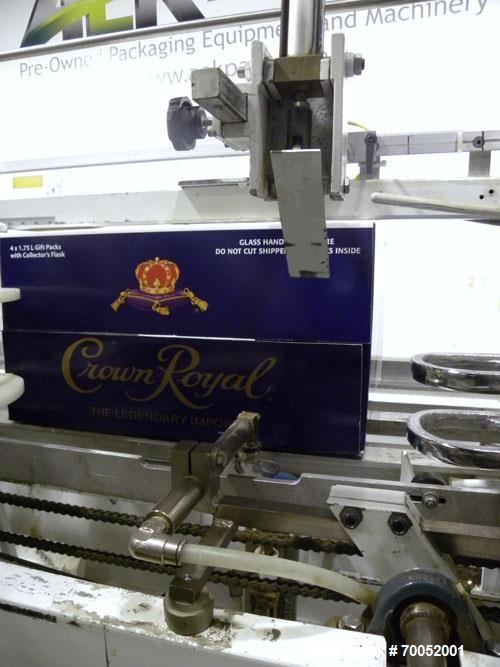 Pre-Owned Packaging Equipment and Machinery
4 x 1.75 L Gift Packs
with Collector's Flask
GLASS HAND
DO NOT CUT SHIPPE S INSIDE
Crown Royal
THE LEGENDARY IMPO
# 70052001